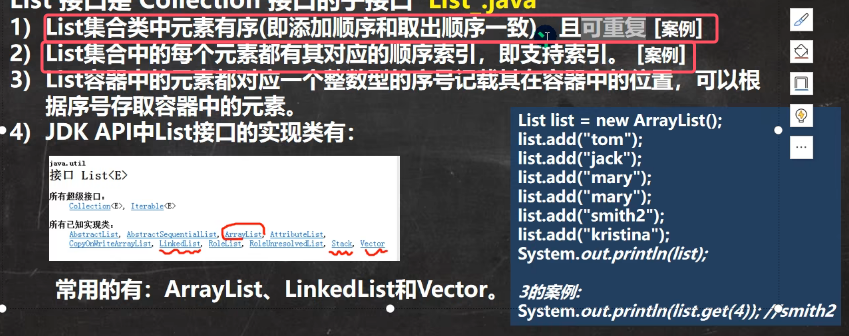 List 接口是 Collection 接口的子接口 List_.java
1) List集合类中元素有序(即添加顺序和取出顺序一致)、且可重复 [案例]
2) List集合中的每个元素都有其对应的顺序索引，即支持索引。 [案例]
3) List容器中的元素都对应一个整数型的序号记载其在容器中的位置，可以根
据序号存取容器中的元素。
4) JDK API中List接口的实现类有：
java.util
接口 List<E>
所有超级接口：
Collection<E>, Iterable<E>
所有已知实现类：
AbstractList, AbstractSequentialList, ArrayList, AttributeList,
CopyOnWriteArrayList, LinkedList, RoleList, RoleUnresolvedList, Stack, Vector
常用的有：ArrayList、LinkedList和Vector。
List list = new ArrayList();
list.add("tom");
list.add("jack");
list.add("mary");
list.add("mary");
list.add("smith2");
list.add("kristina");
System.out.println(list);
3的案例:
System.out.println(list.get(4)); //smith2